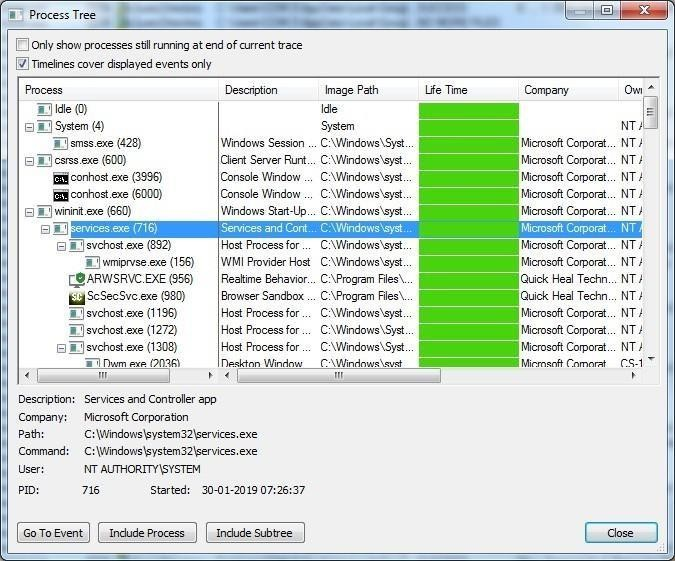 Process Tree
Only show processes still running at end of current trace
Timelines cover displayed events only
Process Description Image Path Life Time Company Own
Idle (0) Idle
System (4) System NT A
smss.exe (428) Windows Session ... C:\Windows\Syst... Microsoft Corporat... NT A
csrss.exe (600) Client Server Runt... C:\Windows\syst... Microsoft Corporat... NT A
conhost.exe (3996) Console Window ... C:\Windows\syst... Microsoft Corporat... NT A
conhost.exe (6000) Console Window ... C:\Windows\syst... Microsoft Corporat... NT A
wininit.exe (660) Windows Start-Up... C:\Windows\syst... Microsoft Corporat... NT A
services.exe (716) Services and Cont... C:\Windows\syst... Microsoft Corporat... NT A
svchost.exe (892) Host Process for ... C:\Windows\syst... Microsoft Corporat... NT A
wmiprvse.exe (156) WMI Provider Host C:\Windows\syst... Microsoft Corporat... NT A
ARWSRVC.EXE (956) Realtime Behavior... C:\Program Files\... Quick Heal Techn... NT A
ScSecSvc.exe (980) Browser Sandbox ... C:\Program Files\... Quick Heal Techn... NT A
svchost.exe (1196) Host Process for ... C:\Windows\syst... Microsoft Corporat... NT A
svchost.exe (1272) Host Process for ... C:\Windows\Syst... Microsoft Corporat... NT A
svchost.exe (1308) Host Process for ... C:\Windows\Syst... Microsoft Corporat... NT A
Dwm.exe (2036) Desktop Window ... C:\Windows\syst... Microsoft Corporat... CS-1
Description: Services and Controller app
Company: Microsoft Corporation
Path: C:\Windows\system32\services.exe
Command: C:\Windows\system32\services.exe
User: NT AUTHORITY\SYSTEM
PID: 716 Started: 30-01-2019 07:26:37
Go To Event Include Process Include Subtree Close